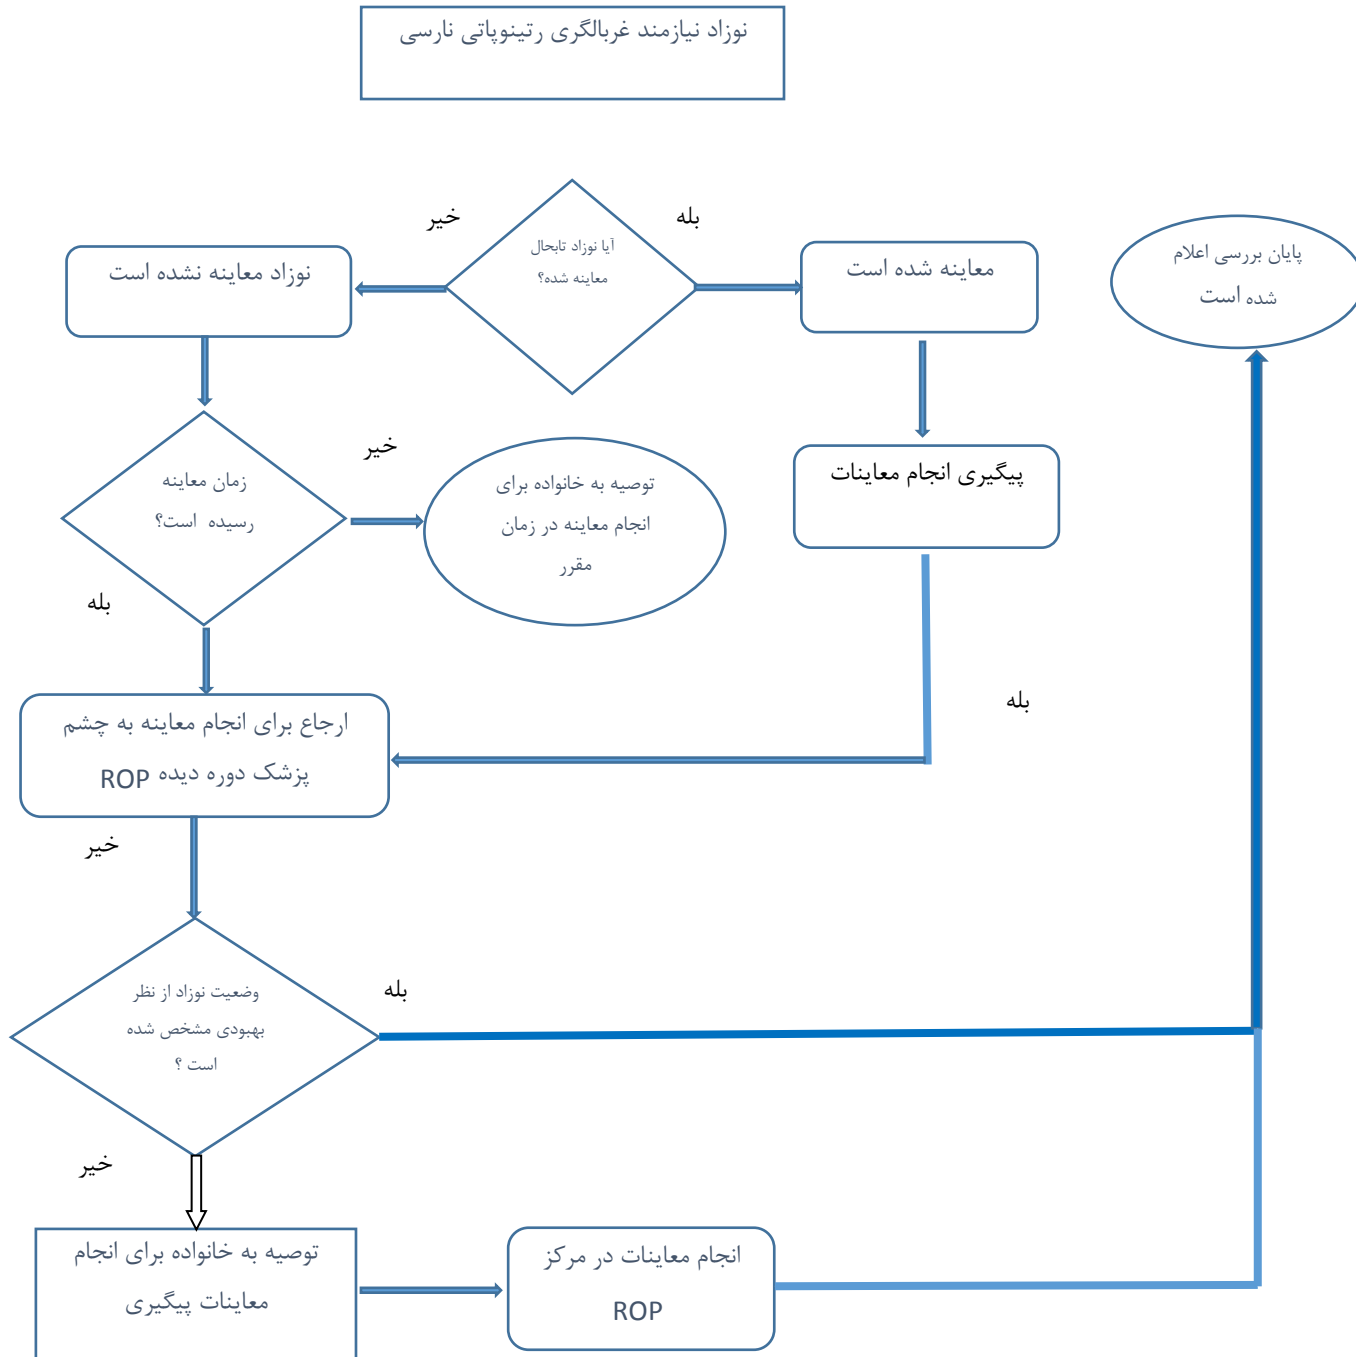 نوزاد نیازمند غربالگری رتینوپاتی نارسی
بله
خیر
آیا نوزاد تابحال
معاینه شده؟
معاینه شده است
نوزاد معاینه نشده است
پایان بررسی اعلام
شده است
خیر
زمان معاینه
رسیده است؟
توصیه به خانواده برای
انجام معاینه در زمان
مقرر
پیگیری انجام معاینات
بله
بله
ارجاع برای انجام معاینه به چشم
پزشک دوره دیده ROP
خیر
وضعیت نوزاد از نظر
بهبودی مشخص شده
است ؟
بله
خیر
توصیه به خانواده برای انجام
معاینات پیگیری
انجام معاینات در مرکز
ROP